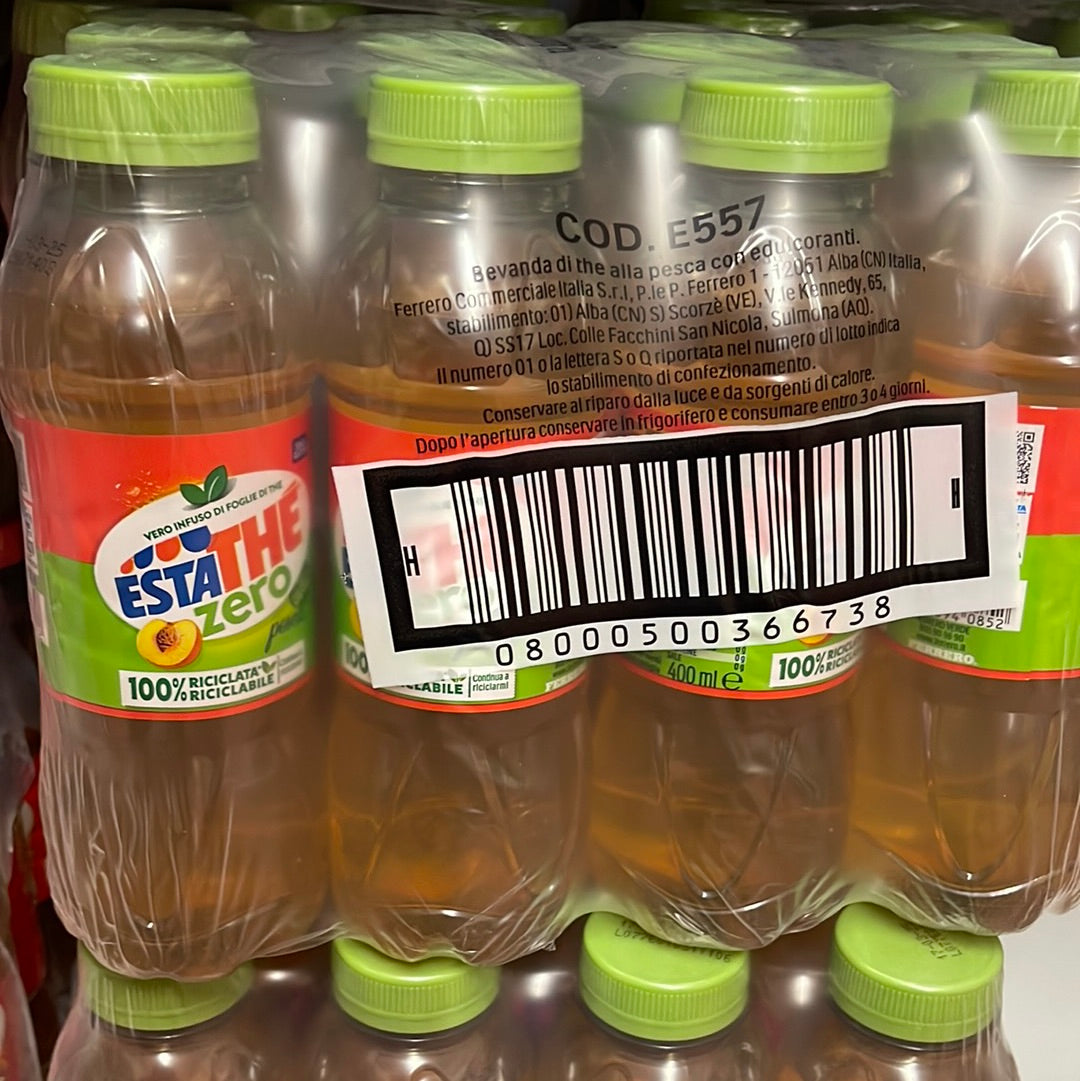 COD. E557
Bevanda di the alla pesca con edulcoranti.
Ferrero Commerciale Italia S.r.l, P.le P. Ferrero 1 - 12051 Alba (CN) Italia,
stabilimento: 01) Alba (CN) S) Scorzè (VE), V.le Kennedy, 65,
Q) SS17 Loc. Colle Facchini San Nicola, Sulmona (AQ).
Il numero 01 o la lettera S o Q riportata nel numero di lotto indica
lo stabilimento di confezionamento.
Conservare al riparo dalla luce e da sorgenti di calore.
Dopo l'apertura conservare in frigorifero e consumare entro 3 o 4 giorni.
H
H
08000500366738
VERO INFUSO DI FOGLIE DI THE
ESTATHE
zero
100% RICICLATA*
RICICLABILE
Continua a
riciclarmi
400 ml e
100%
FERRERO